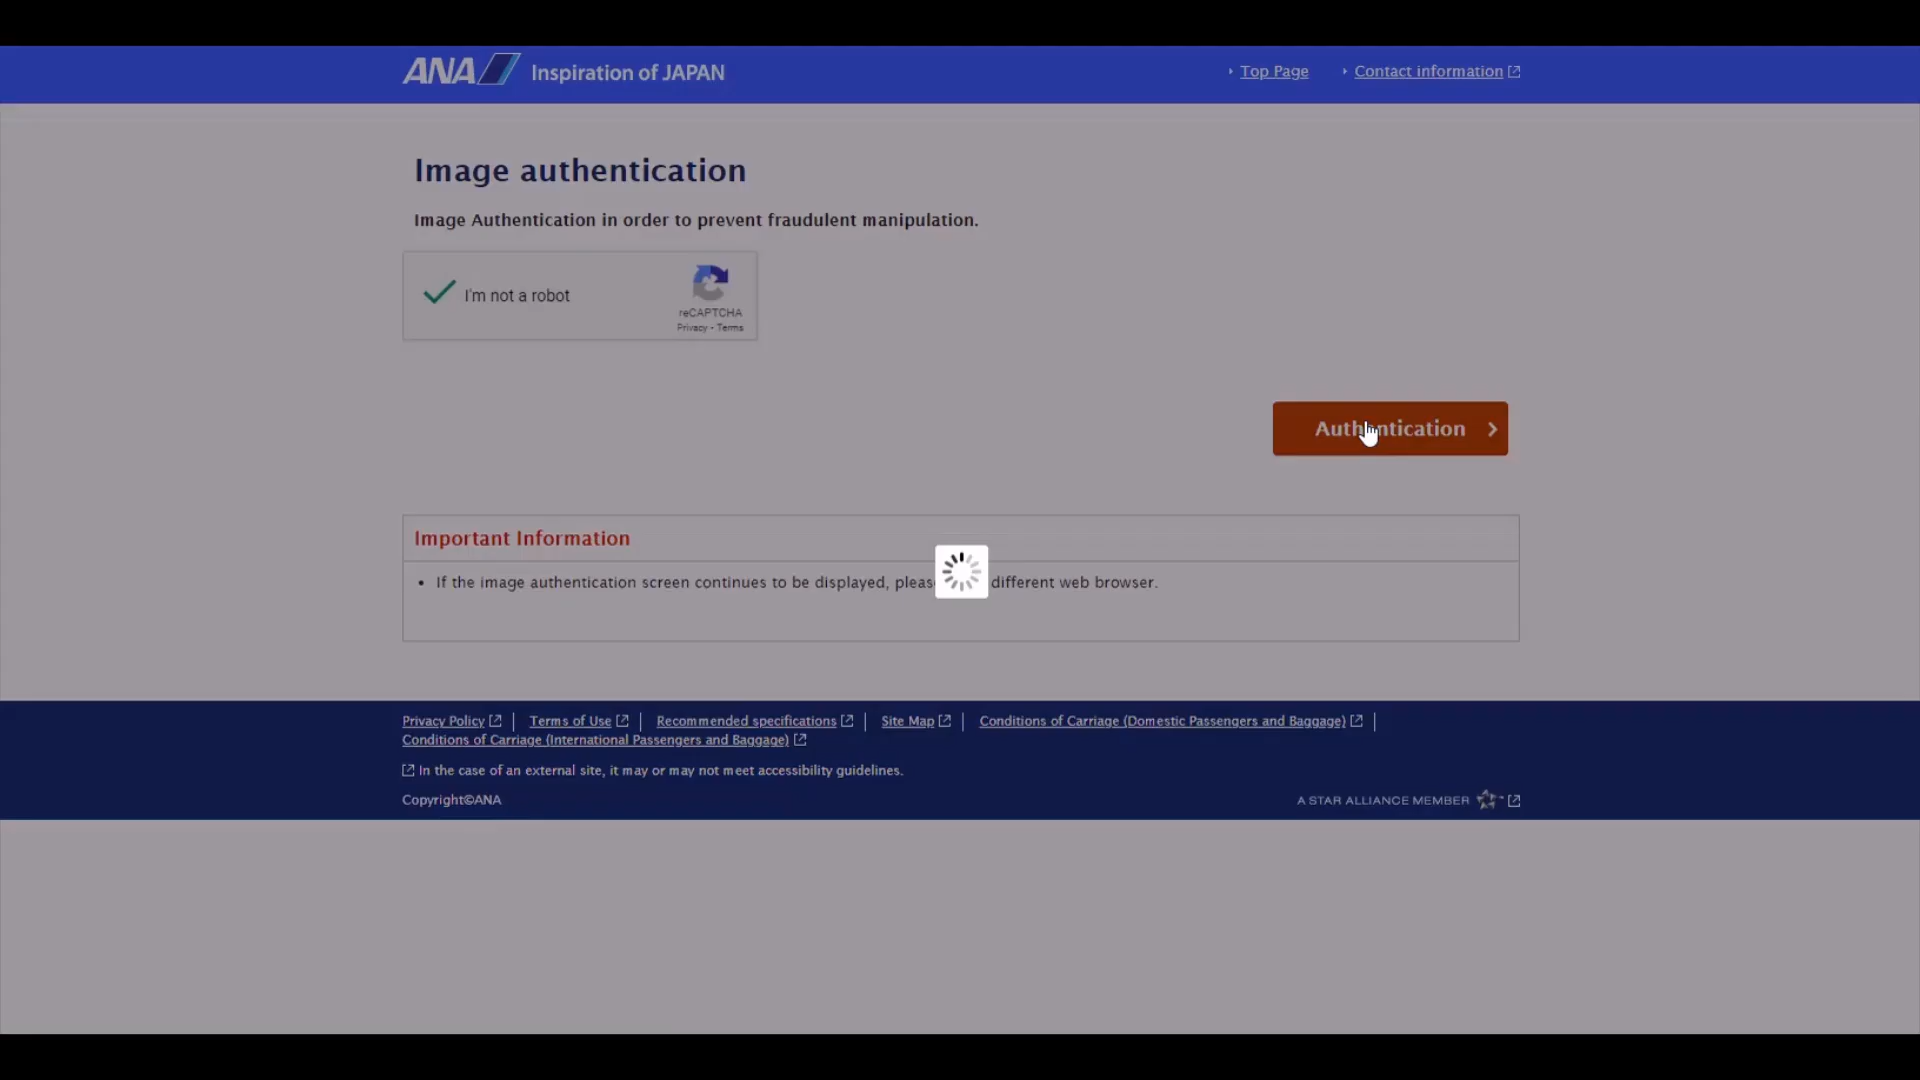 ANA Inspiration of JAPAN
Top Page
Contact information
Image authentication
Image Authentication in order to prevent fraudulent manipulation.
I'm not a robot
reCAPTCHA
Privacy - Terms
Authentication
Important Information
If the image authentication screen continues to be displayed, different web browser.
Privacy Policy
Terms of Use
Recommended specifications
Site Map
Conditions of Carriage (Domestic Passengers and Baggage)
Conditions of Carriage (International Passengers and Baggage)
In the case of an external site, it may or may not meet accessibility guidelines.
Copyright©ANA
A STAR ALLIANCE MEMBER